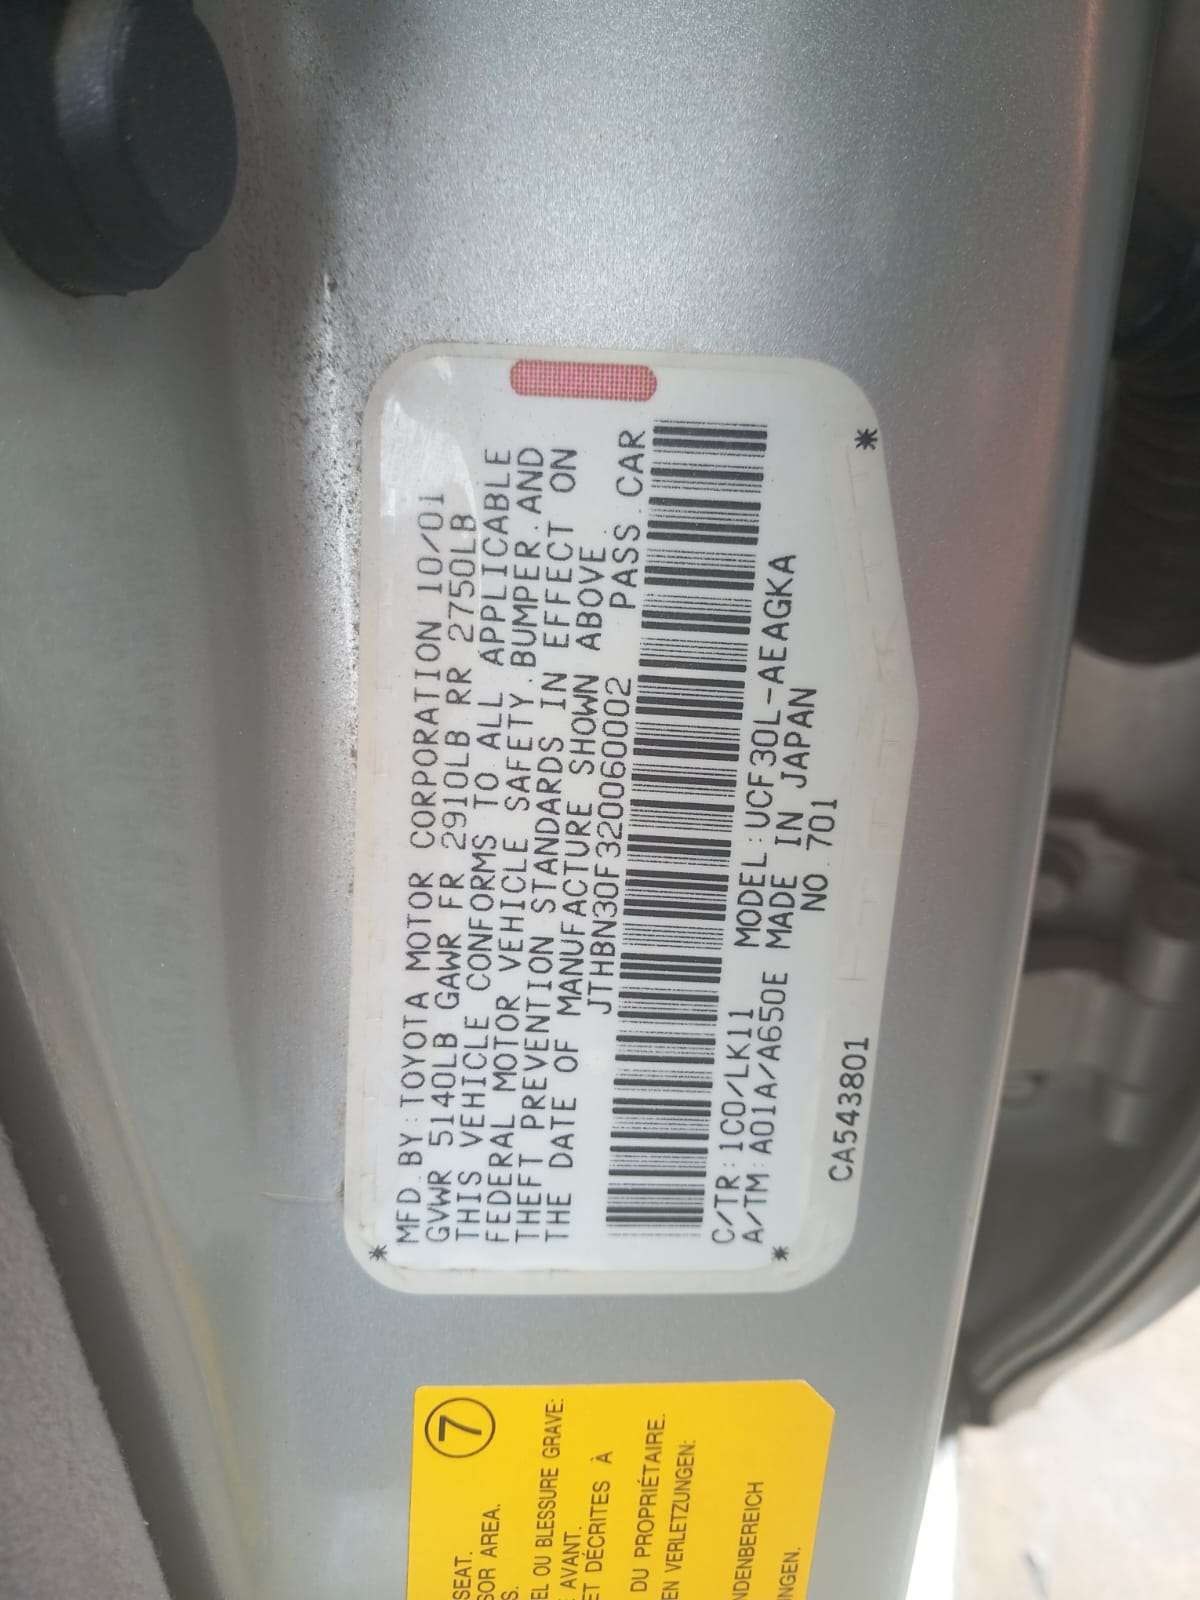 MFD.BY:TOYOTA MOTOR CORPORATION 10/01
GVWR 5140LB GAWR FR 2910LB RR 2750LB
THIS VEHICLE CONFORMS TO ALL APPLICABLE
FEDERAL MOTOR VEHICLE SAFETY.BUMPER.AND
THEFT PREVENTION STANDARDS IN EFFECT ON
THE DATE OF MANUFACTURE SHOWN ABOVE.
JTHBN30F320060002 PASS.CAR
C/TR:1C0/LK11 MODEL:UCF30L-AEAGKA
A/TM:A01A/A650E MADE IN JAPAN
NO.701
CA543801
7
SEAT.
SOR AREA.
S.
EL OU BLESSURE GRAVE:
AVANT.
ET DÉCRITES À
DU PROPRIÉTAIRE.
EN VERLETZUNGEN:
NDENBEREICH
NGEN.